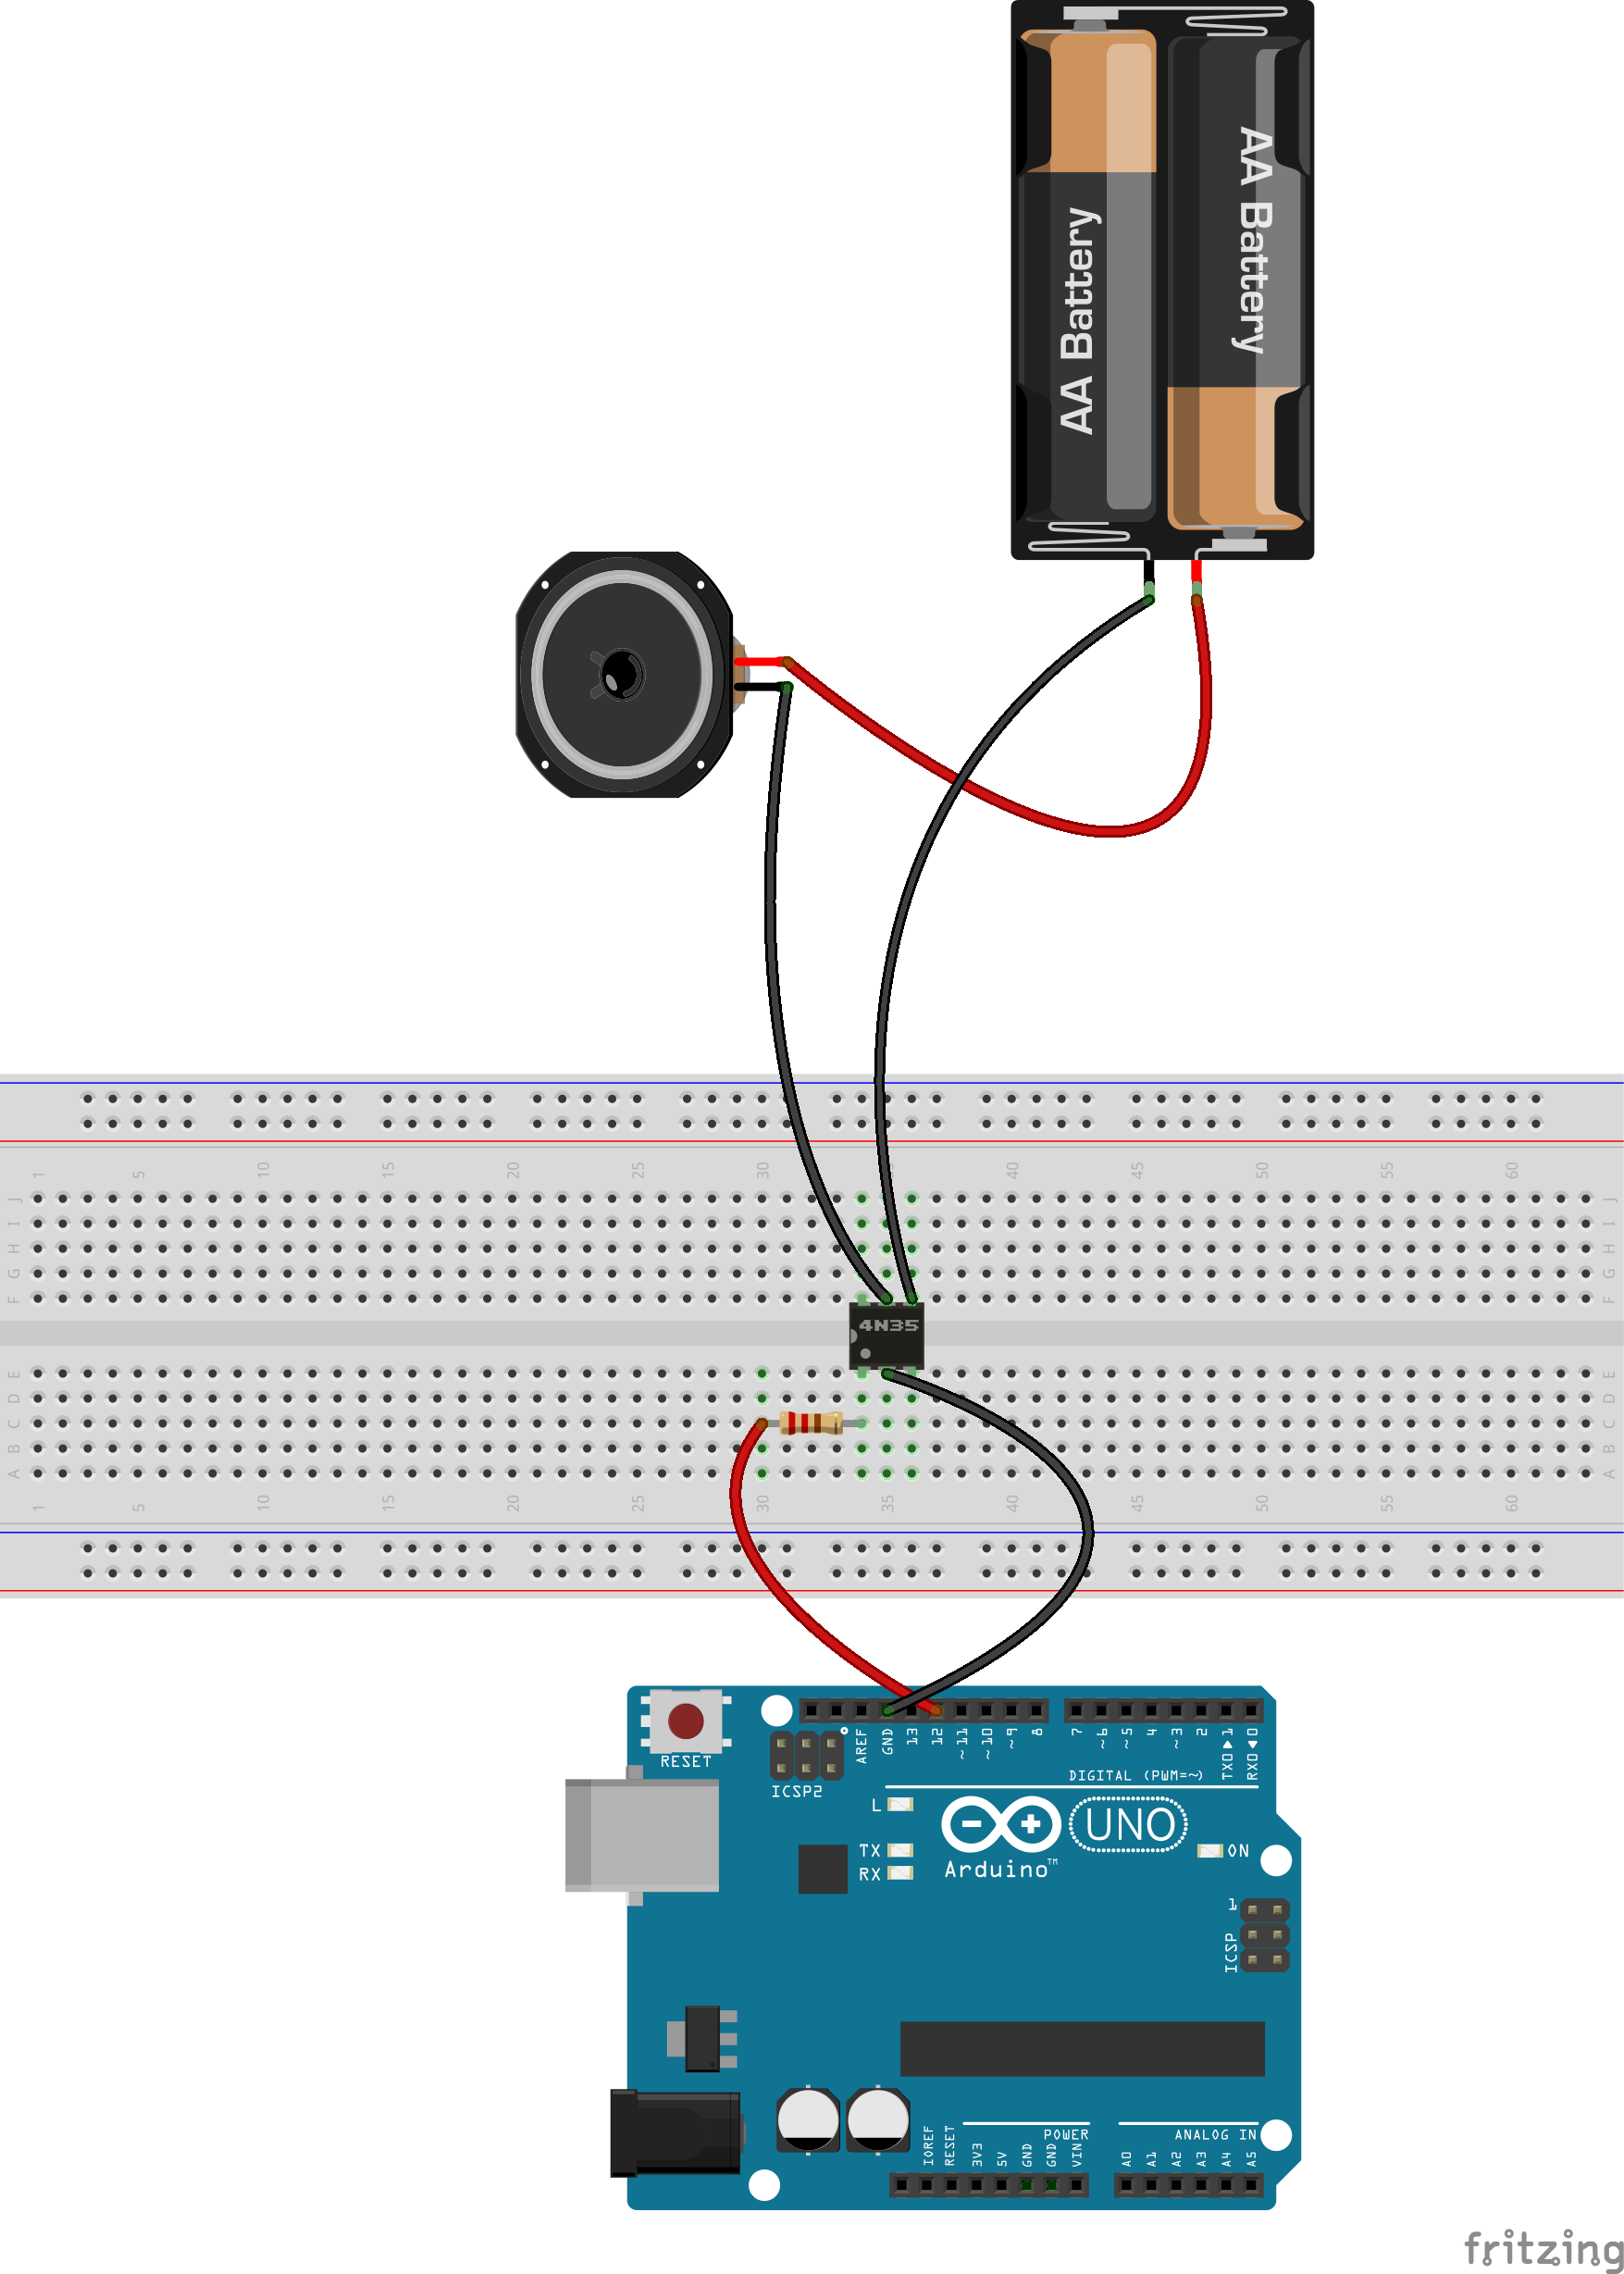 AA Battery
AA Battery
1 5 10 15 20 25 30 35 40 45 50 55 60
J J
I I
H H
G G
F F
4N35
E E
D D
C C
B B
A A
1 5 10 15 20 25 30 35 40 45 50 55 60
RESET
ICSP2
AREF GND 13 12 ~11 ~10 ~9 8 7 ~6 ~5 4 ~3 2 TX0▶1 RX0◀0
DIGITAL (PWM=~)
L
TX
RX
UNO
Arduino™
ON
1
ICSP
IOREF RESET 3V3 5V GND GND VIN
POWER
A0 A1 A2 A3 A4 A5
ANALOG IN
fritzing